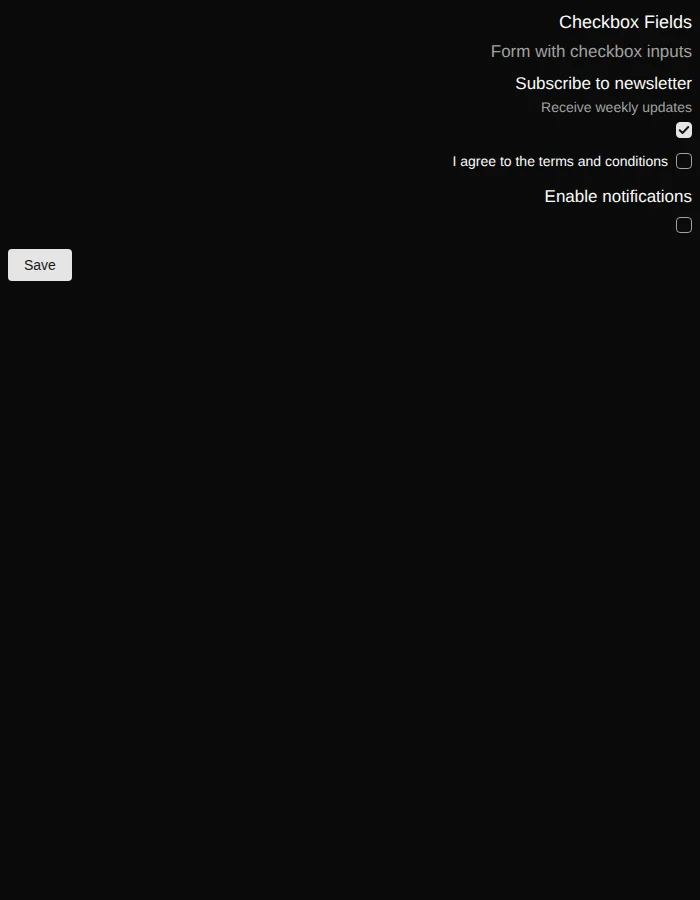 Checkbox Fields
Form with checkbox inputs
Subscribe to newsletter
Receive weekly updates
I agree to the terms and conditions
Enable notifications
Save